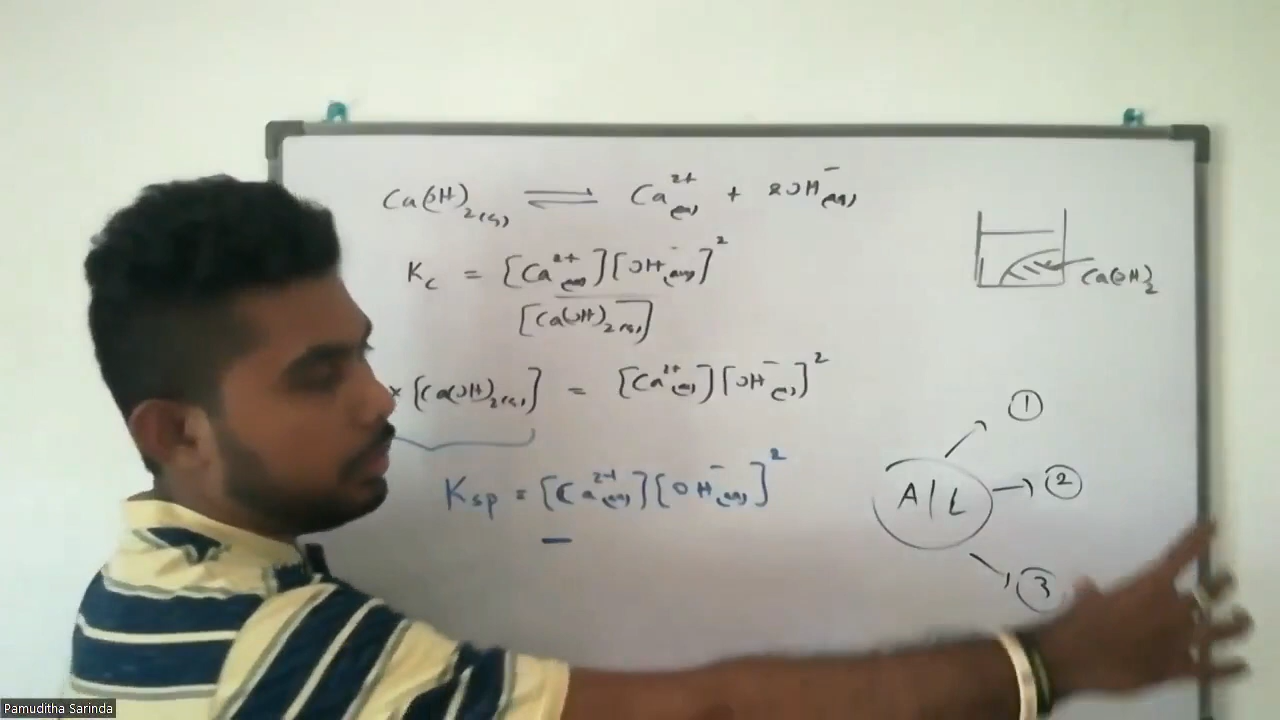 Ca(OH)₂(s) ⇌ Ca²⁺(aq) + 2OH⁻(aq)
Kc = [Ca²⁺(aq)][OH⁻(aq)]²
[Ca(OH)₂(s)]
Ca(OH)₂
× [Ca(OH)₂(s)] = [Ca²⁺(aq)][OH⁻(aq)]²
Ksp = [Ca²⁺(aq)][OH⁻(aq)]²
A/L
1
2
3
Pamuditha Sarinda